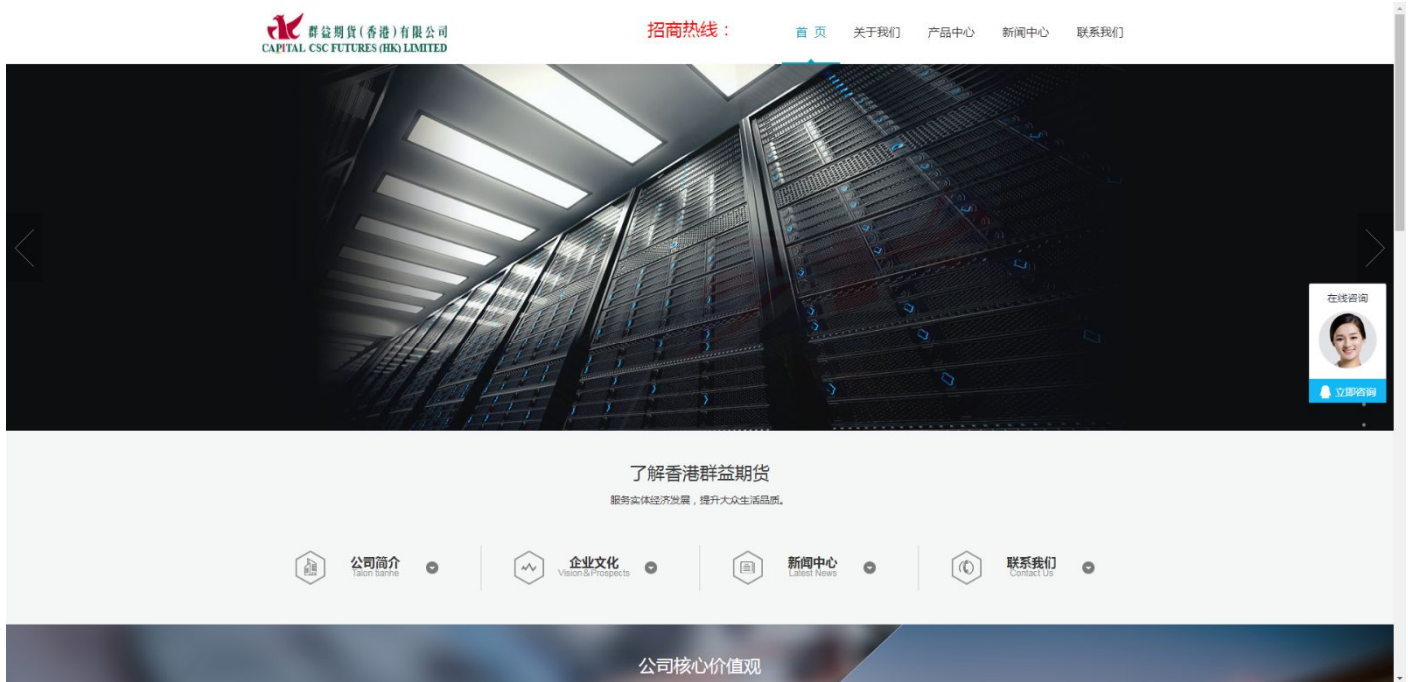 群益期貨(香港)有限公司
CAPITAL CSC FUTURES (HK) LIMITED
招商热线：
首 页
关于我们
产品中心
新闻中心
联系我们
在线咨询
立即咨询
了解香港群益期货
服务实体经济发展，提升大众生活品质。
公司简介
Talon tianhe
企业文化
Vision&Prospects
新闻中心
Latest News
联系我们
Contact Us
公司核心价值观